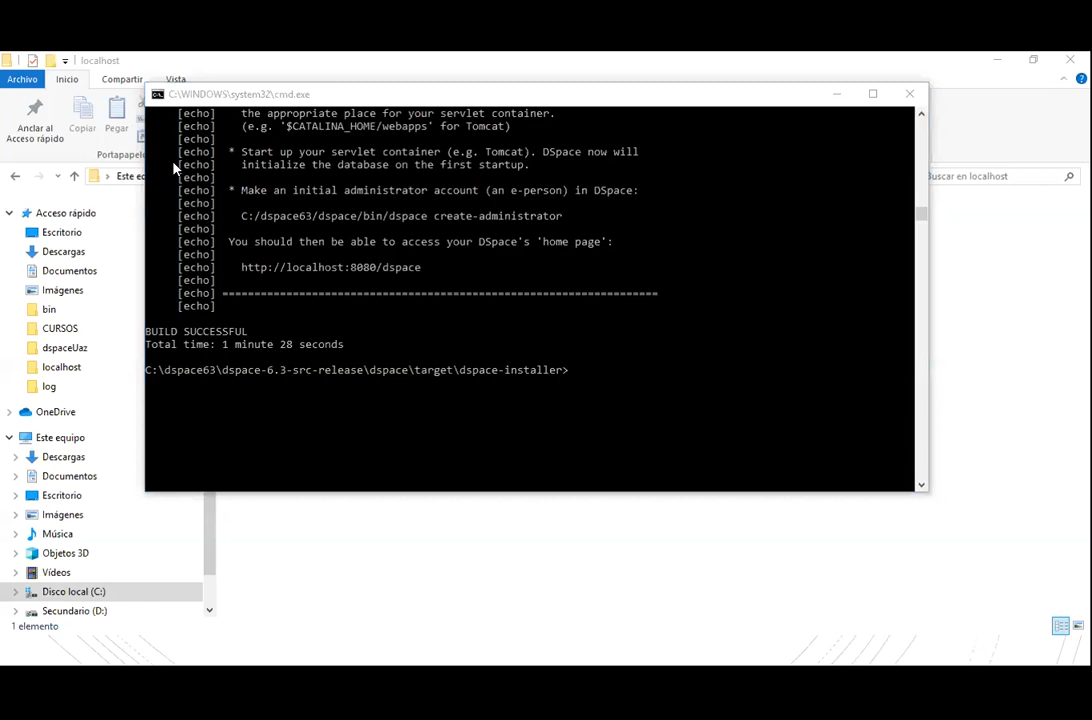 localhost
Archivo Inicio Compartir Vista
C:\WINDOWS\system32\cmd.exe
Anclar al
Acceso rápido
Copiar
Pegar
Portapapele
Este e
Buscar en localhost
Acceso rápido
Escritorio
Descargas
Documentos
Imágenes
bin
CURSOS
dspaceUaz
localhost
log
OneDrive
Este equipo
Descargas
Documentos
Escritorio
Imágenes
Música
Objetos 3D
Vídeos
Disco local (C:)
Secundario (D:)
1 elemento
[echo] the appropriate place for your servlet container.
[echo] (e.g. '$CATALINA_HOME/webapps' for Tomcat)
[echo]
[echo] * Start up your servlet container (e.g. Tomcat). DSpace now will
[echo] initialize the database on the first startup.
[echo]
[echo] * Make an initial administrator account (an e-person) in DSpace:
[echo]
[echo] C:/dspace63/dspace/bin/dspace create-administrator
[echo]
[echo] You should then be able to access your DSpace's 'home page':
[echo]
[echo] http://localhost:8080/dspace
[echo]
[echo] ====================================================================
[echo]
BUILD SUCCESSFUL
Total time: 1 minute 28 seconds
C:\dspace63\dspace-6.3-src-release\dspace\target\dspace-installer>